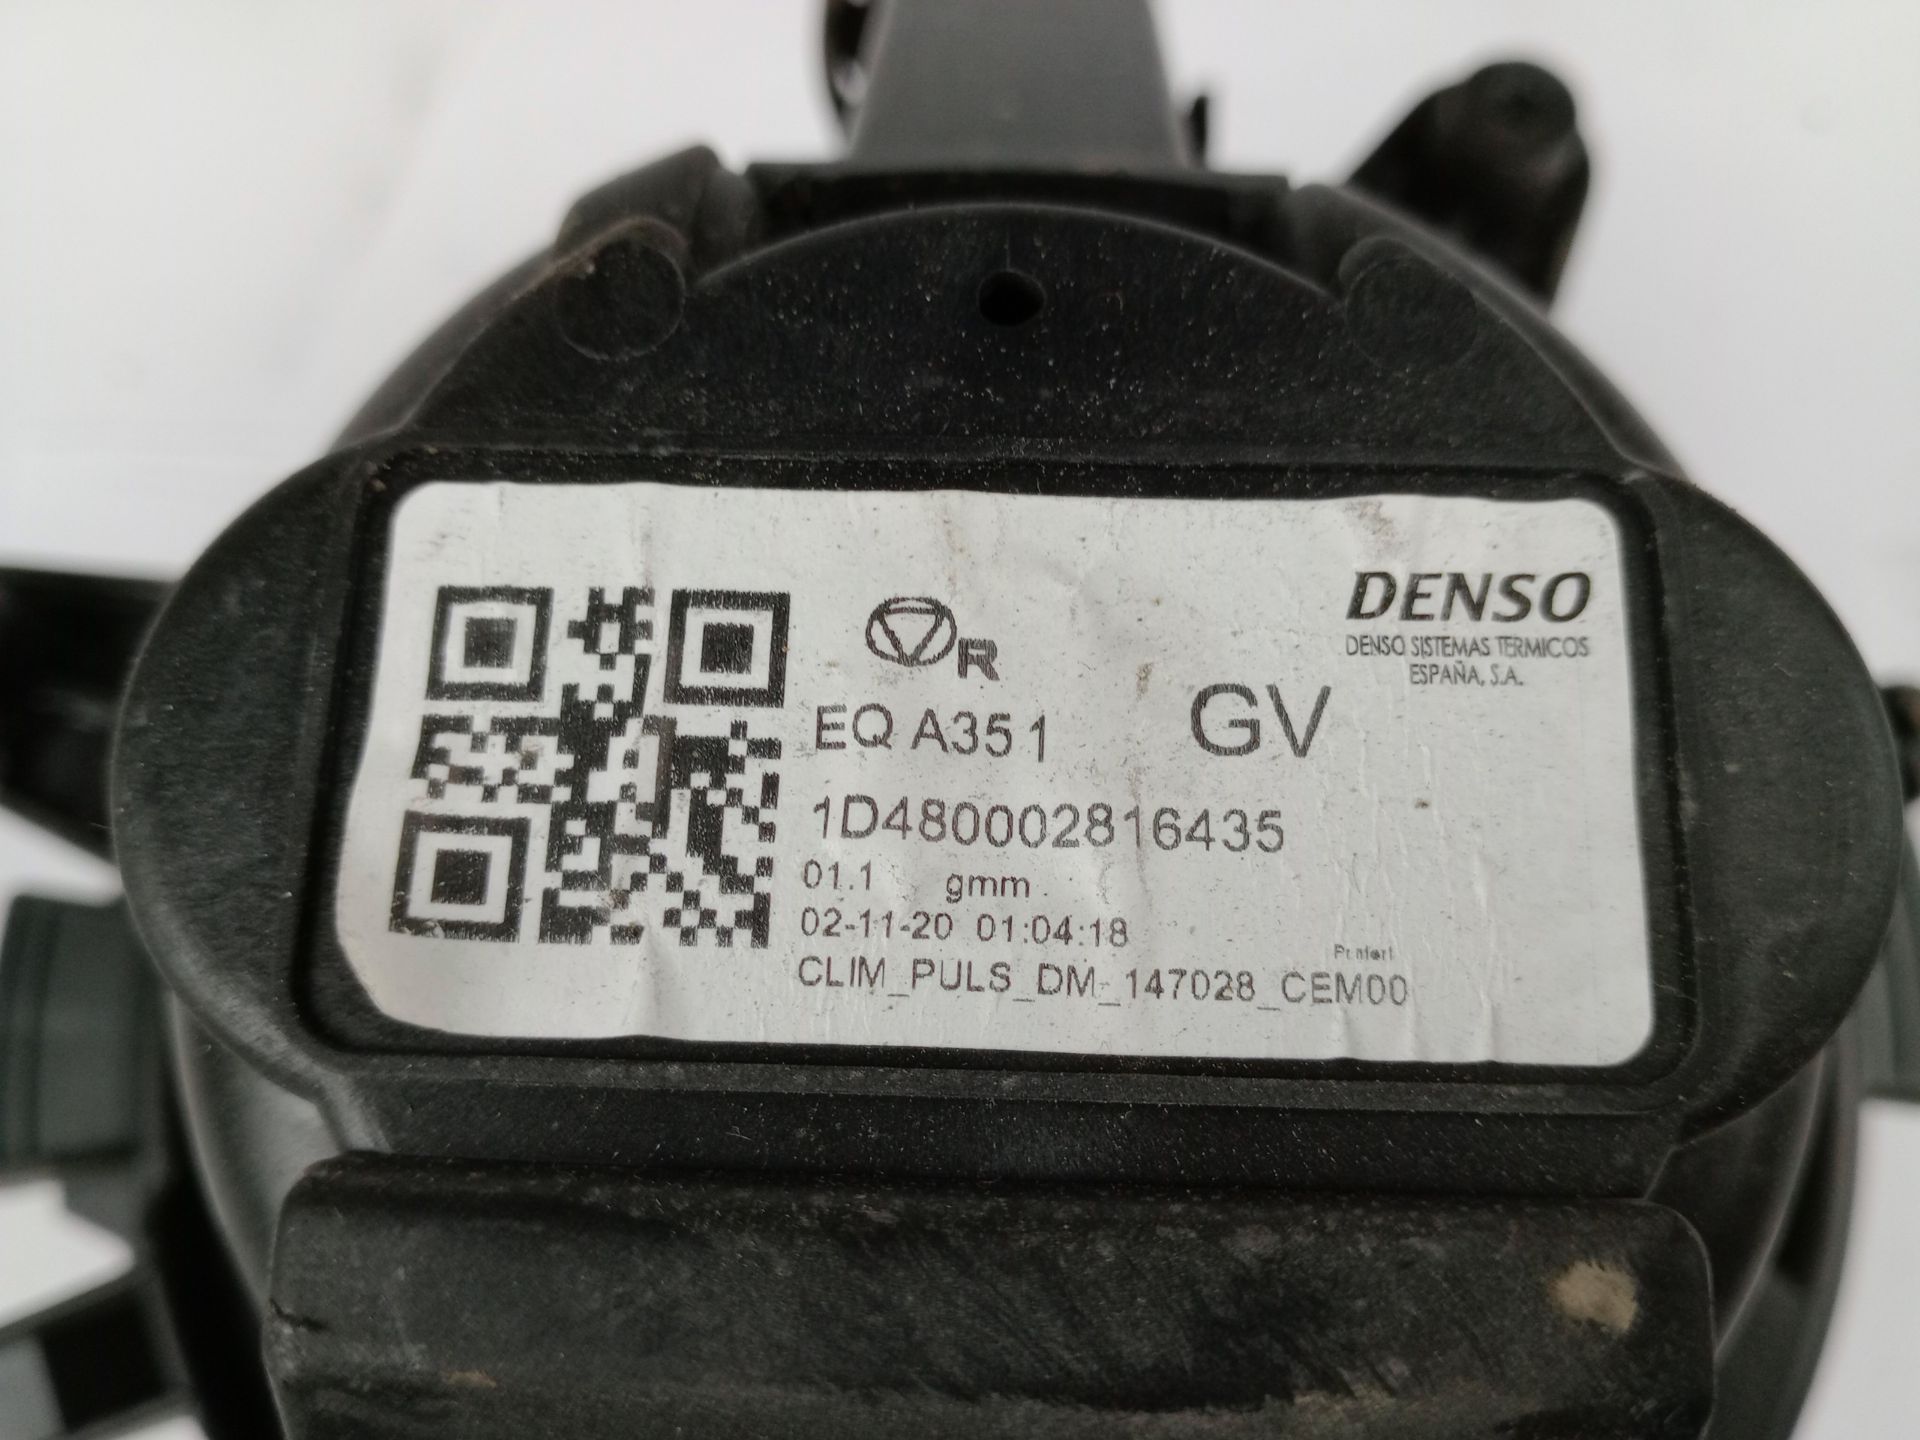 DENSO
DENSO SISTEMAS TERMICOS
ESPAÑA, S.A.
R
EQ A351
GV
1D480002816435
01.1 gmm
02-11-20 01:04:18
CLIM_PULS_DM_147028_CEM00